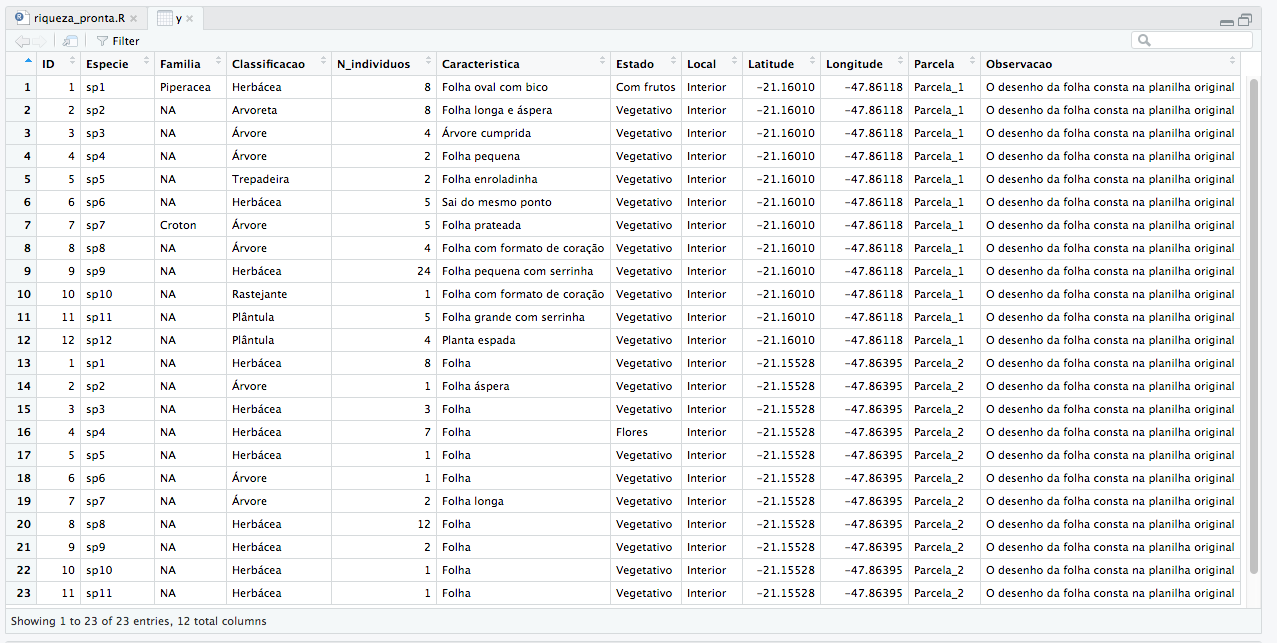 riqueza_pronta.R y
Filter
ID Especie Familia Classificacao N_individuos Caracteristica Estado Local Latitude Longitude Parcela Observacao
1 1 sp1 Piperacea Herbácea 8 Folha oval com bico Com frutos Interior -21.16010 -47.86118 Parcela_1 O desenho da folha consta na planilha original
2 2 sp2 NA Arvoreta 8 Folha longa e áspera Vegetativo Interior -21.16010 -47.86118 Parcela_1 O desenho da folha consta na planilha original
3 3 sp3 NA Árvore 4 Árvore cumprida Vegetativo Interior -21.16010 -47.86118 Parcela_1 O desenho da folha consta na planilha original
4 4 sp4 NA Árvore 2 Folha pequena Vegetativo Interior -21.16010 -47.86118 Parcela_1 O desenho da folha consta na planilha original
5 5 sp5 NA Trepadeira 2 Folha enroladinha Vegetativo Interior -21.16010 -47.86118 Parcela_1 O desenho da folha consta na planilha original
6 6 sp6 NA Herbácea 5 Sai do mesmo ponto Vegetativo Interior -21.16010 -47.86118 Parcela_1 O desenho da folha consta na planilha original
7 7 sp7 Croton Árvore 5 Folha prateada Vegetativo Interior -21.16010 -47.86118 Parcela_1 O desenho da folha consta na planilha original
8 8 sp8 NA Árvore 4 Folha com formato de coração Vegetativo Interior -21.16010 -47.86118 Parcela_1 O desenho da folha consta na planilha original
9 9 sp9 NA Herbácea 24 Folha pequena com serrinha Vegetativo Interior -21.16010 -47.86118 Parcela_1 O desenho da folha consta na planilha original
10 10 sp10 NA Rastejante 1 Folha com formato de coração Vegetativo Interior -21.16010 -47.86118 Parcela_1 O desenho da folha consta na planilha original
11 11 sp11 NA Plântula 5 Folha grande com serrinha Vegetativo Interior -21.16010 -47.86118 Parcela_1 O desenho da folha consta na planilha original
12 12 sp12 NA Plântula 4 Planta espada Vegetativo Interior -21.16010 -47.86118 Parcela_1 O desenho da folha consta na planilha original
13 1 sp1 NA Herbácea 8 Folha Vegetativo Interior -21.15528 -47.86395 Parcela_2 O desenho da folha consta na planilha original
14 2 sp2 NA Árvore 1 Folha áspera Vegetativo Interior -21.15528 -47.86395 Parcela_2 O desenho da folha consta na planilha original
15 3 sp3 NA Herbácea 3 Folha Vegetativo Interior -21.15528 -47.86395 Parcela_2 O desenho da folha consta na planilha original
16 4 sp4 NA Herbácea 7 Folha Flores Interior -21.15528 -47.86395 Parcela_2 O desenho da folha consta na planilha original
17 5 sp5 NA Herbácea 1 Folha Vegetativo Interior -21.15528 -47.86395 Parcela_2 O desenho da folha consta na planilha original
18 6 sp6 NA Árvore 1 Folha Vegetativo Interior -21.15528 -47.86395 Parcela_2 O desenho da folha consta na planilha original
19 7 sp7 NA Árvore 2 Folha longa Vegetativo Interior -21.15528 -47.86395 Parcela_2 O desenho da folha consta na planilha original
20 8 sp8 NA Herbácea 12 Folha Vegetativo Interior -21.15528 -47.86395 Parcela_2 O desenho da folha consta na planilha original
21 9 sp9 NA Herbácea 2 Folha Vegetativo Interior -21.15528 -47.86395 Parcela_2 O desenho da folha consta na planilha original
22 10 sp10 NA Herbácea 1 Folha Vegetativo Interior -21.15528 -47.86395 Parcela_2 O desenho da folha consta na planilha original
23 11 sp11 NA Herbácea 1 Folha Vegetativo Interior -21.15528 -47.86395 Parcela_2 O desenho da folha consta na planilha original
Showing 1 to 23 of 23 entries, 12 total columns